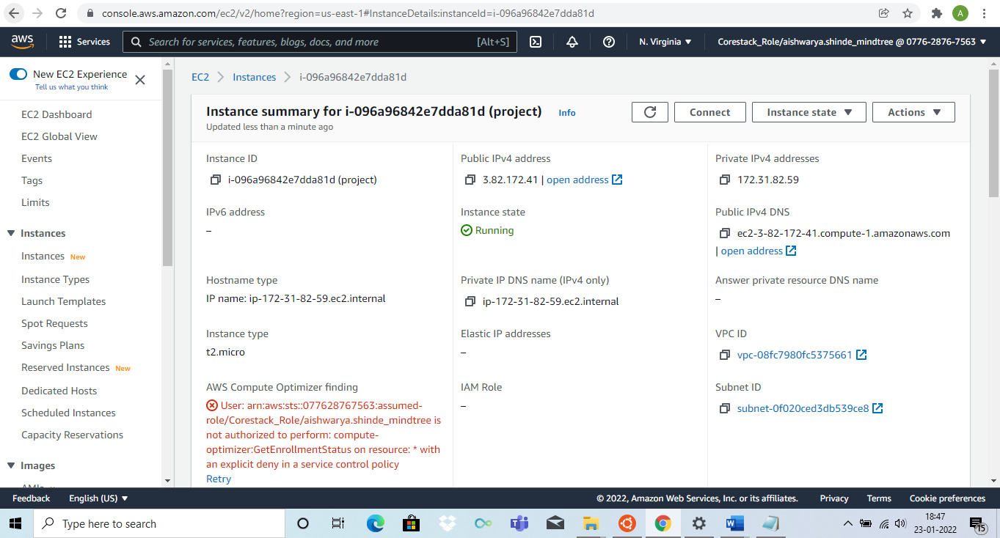 console.aws.amazon.com/ec2/v2/home?region=us-east-1#InstanceDetails:instanceId=i-096a96842e7dda81d
A
aws
Services
Search for services, features, blogs, docs, and more
[Alt+S]
N. Virginia
Corestack_Role/aishwarya.shinde_mindtree @ 0776-2876-7563
New EC2 Experience
Tell us what you think
EC2 Dashboard
EC2 Global View
Events
Tags
Limits
Instances
Instances New
Instance Types
Launch Templates
Spot Requests
Savings Plans
Reserved Instances New
Dedicated Hosts
Scheduled Instances
Capacity Reservations
Images
EC2
Instances
i-096a96842e7dda81d
Instance summary for i-096a96842e7dda81d (project)
Info
Updated less than a minute ago
Connect
Instance state
Actions
Instance ID
i-096a96842e7dda81d (project)
Public IPv4 address
3.82.172.41 | open address
Private IPv4 addresses
172.31.82.59
IPv6 address
–
Instance state
Running
Public IPv4 DNS
ec2-3-82-172-41.compute-1.amazonaws.com
| open address
Hostname type
IP name: ip-172-31-82-59.ec2.internal
Private IP DNS name (IPv4 only)
ip-172-31-82-59.ec2.internal
Answer private resource DNS name
–
Instance type
t2.micro
Elastic IP addresses
–
VPC ID
vpc-08fc7980fc5375661
AWS Compute Optimizer finding
User: arn:aws:sts::077628767563:assumed-
role/Corestack_Role/aishwarya.shinde_mindtree is
not authorized to perform: compute-
optimizer:GetEnrollmentStatus on resource: * with
an explicit deny in a service control policy
Retry
IAM Role
–
Subnet ID
subnet-0f020ced3db539ce8
Feedback
English (US)
© 2022, Amazon Web Services, Inc. or its affiliates.
Privacy
Terms
Cookie preferences
Type here to search
18:47
23-01-2022
15